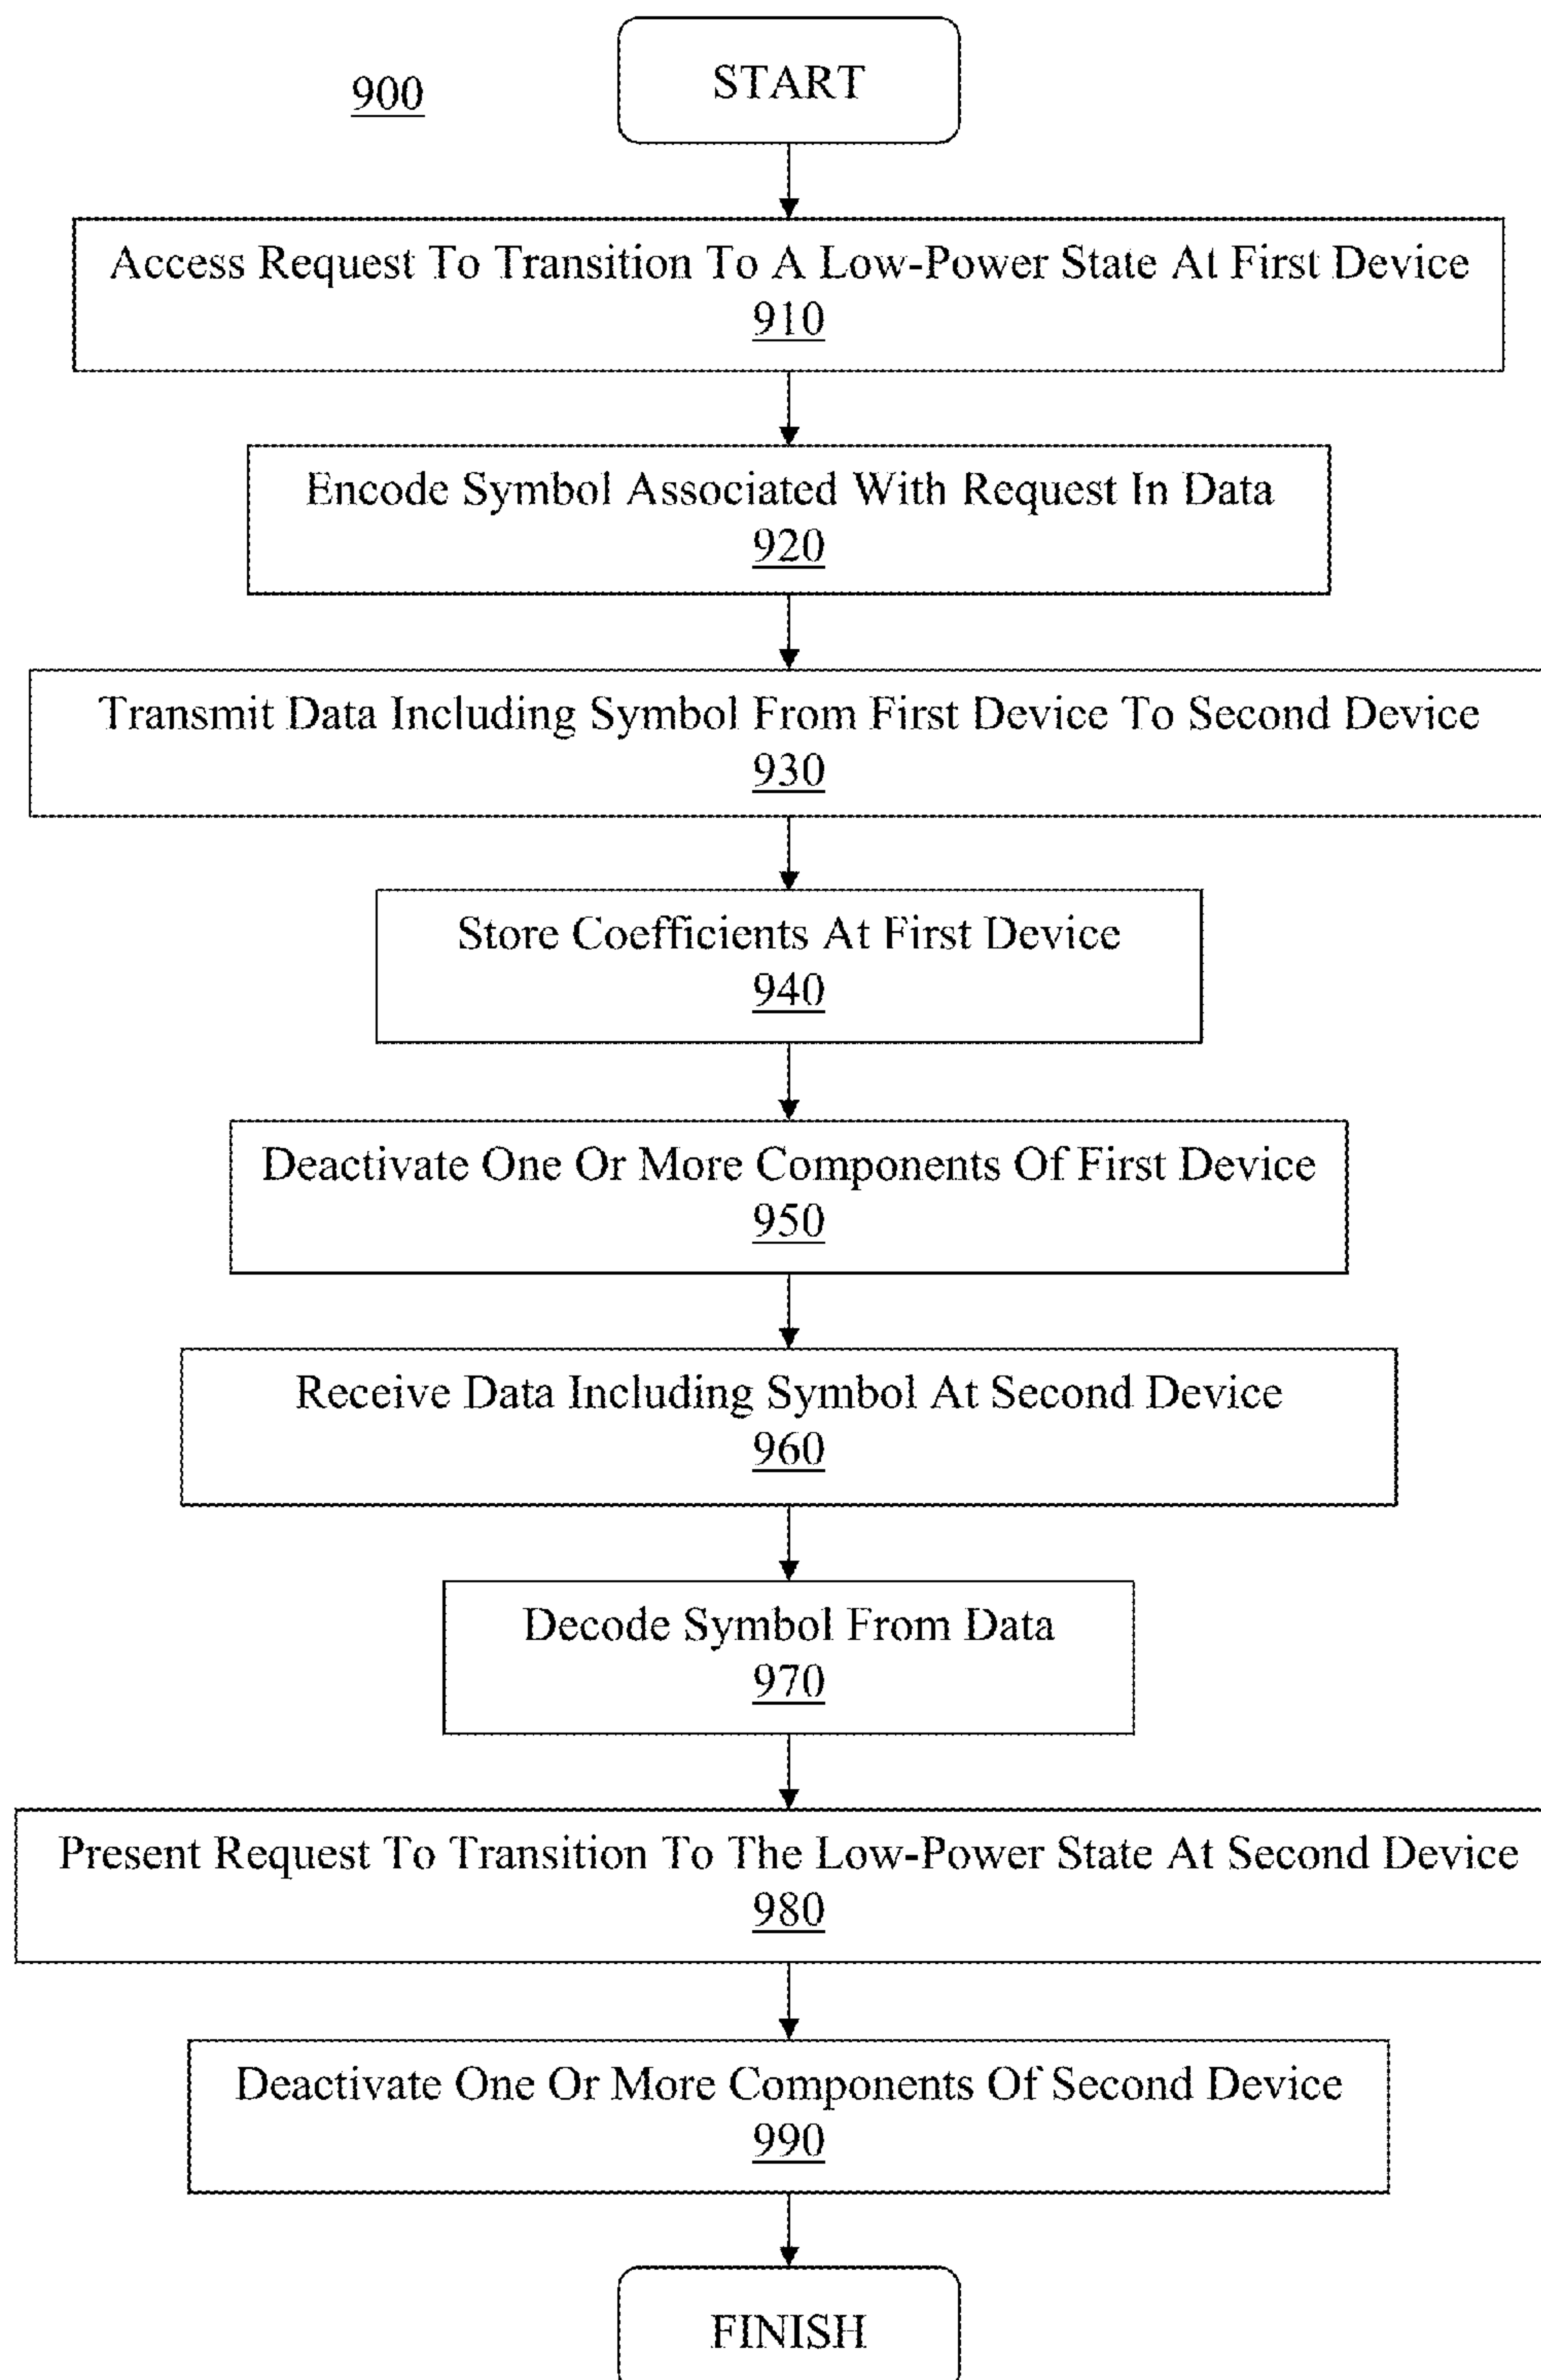 900
START
Access Request To Transition To A Low-Power State At First Device
910
Encode Symbol Associated With Request In Data
920
Transmit Data Including Symbol From First Device To Second Device
930
Store Coefficients At First Device
940
Deactivate One Or More Components Of First Device
950
Receive Data Including Symbol At Second Device
960
Decode Symbol From Data
970
Present Request To Transition To The Low-Power State At Second Device
980
Deactivate One Or More Components Of Second Device
990
FINISH